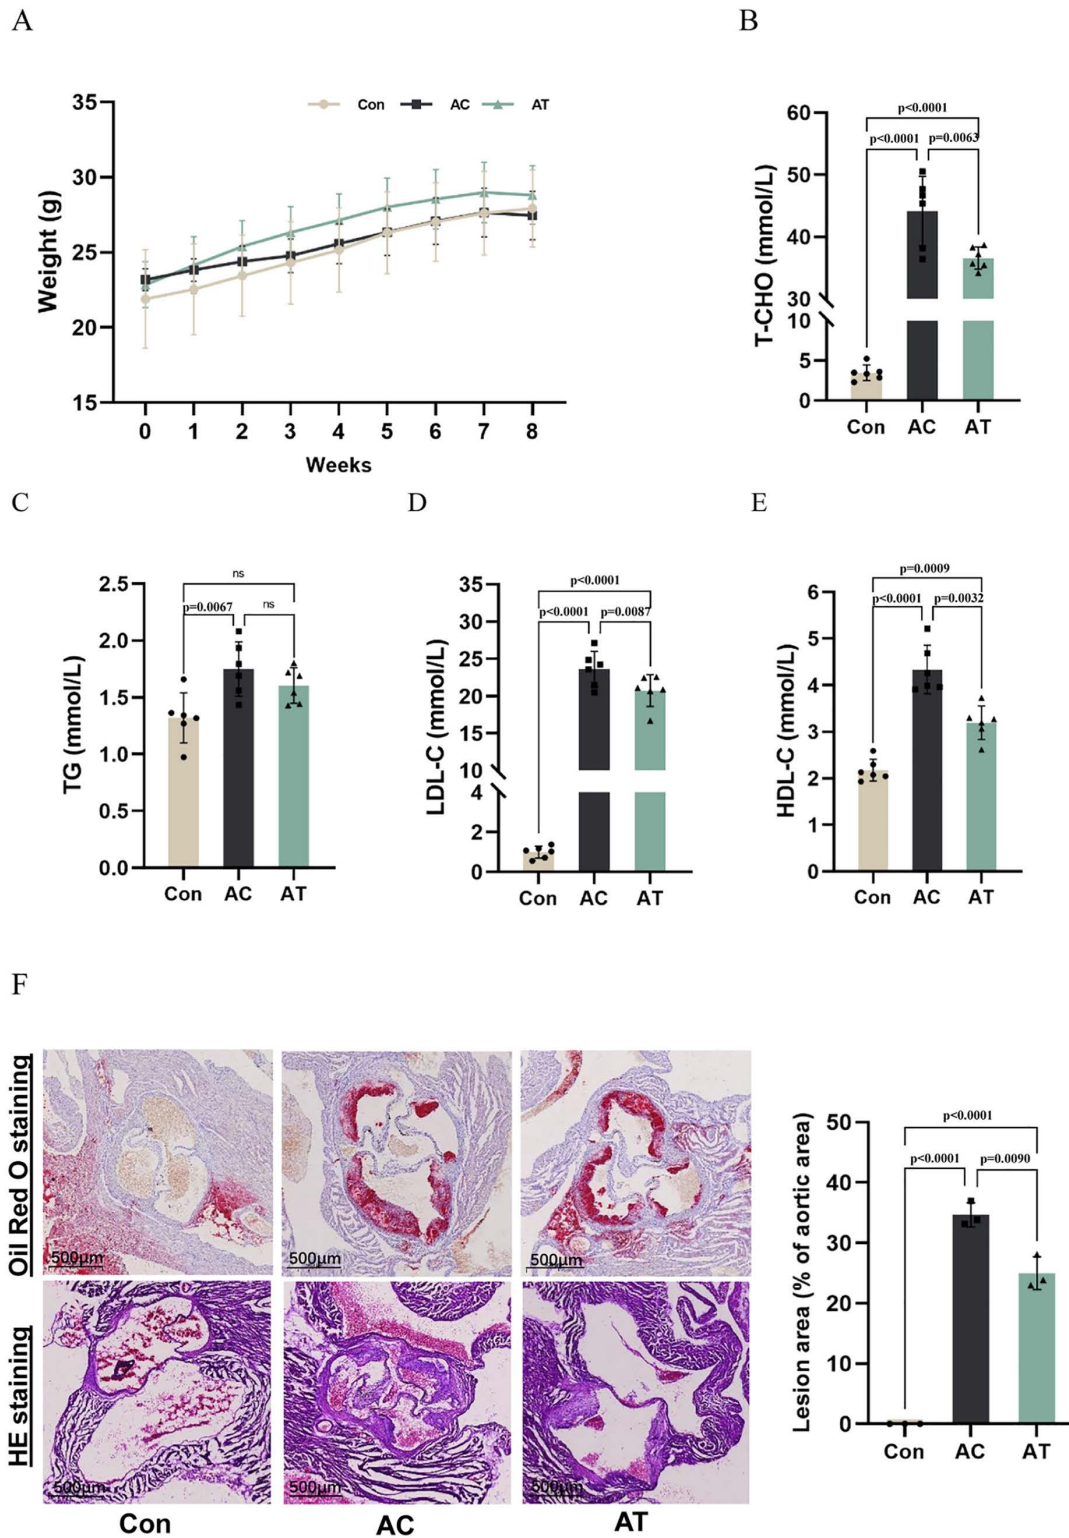 A
B
Con AC AT
35
30
25
20
15
Weight (g)
0 1 2 3 4 5 6 7 8
Weeks
p<0.0001
p<0.0001 p=0.0063
60
50
40
30
10
5
0
T-CHO (mmol/L)
Con AC AT
C
D
E
ns
p=0.0067 ns
2.5
2.0
1.5
1.0
0.5
0.0
TG (mmol/L)
Con AC AT
p<0.0001
p<0.0001 p=0.0087
35
30
25
20
15
10
4
2
0
LDL-C (mmol/L)
Con AC AT
p=0.0009
p<0.0001 p=0.0032
6
5
4
3
2
1
0
HDL-C (mmol/L)
Con AC AT
F
Oil Red O staining
500μm 500μm 500μm
HE staining
500μm 500μm 500μm
Con AC AT
p<0.0001
p<0.0001 p=0.0090
50
40
30
20
10
0
Lesion area (% of aortic area)
Con AC AT